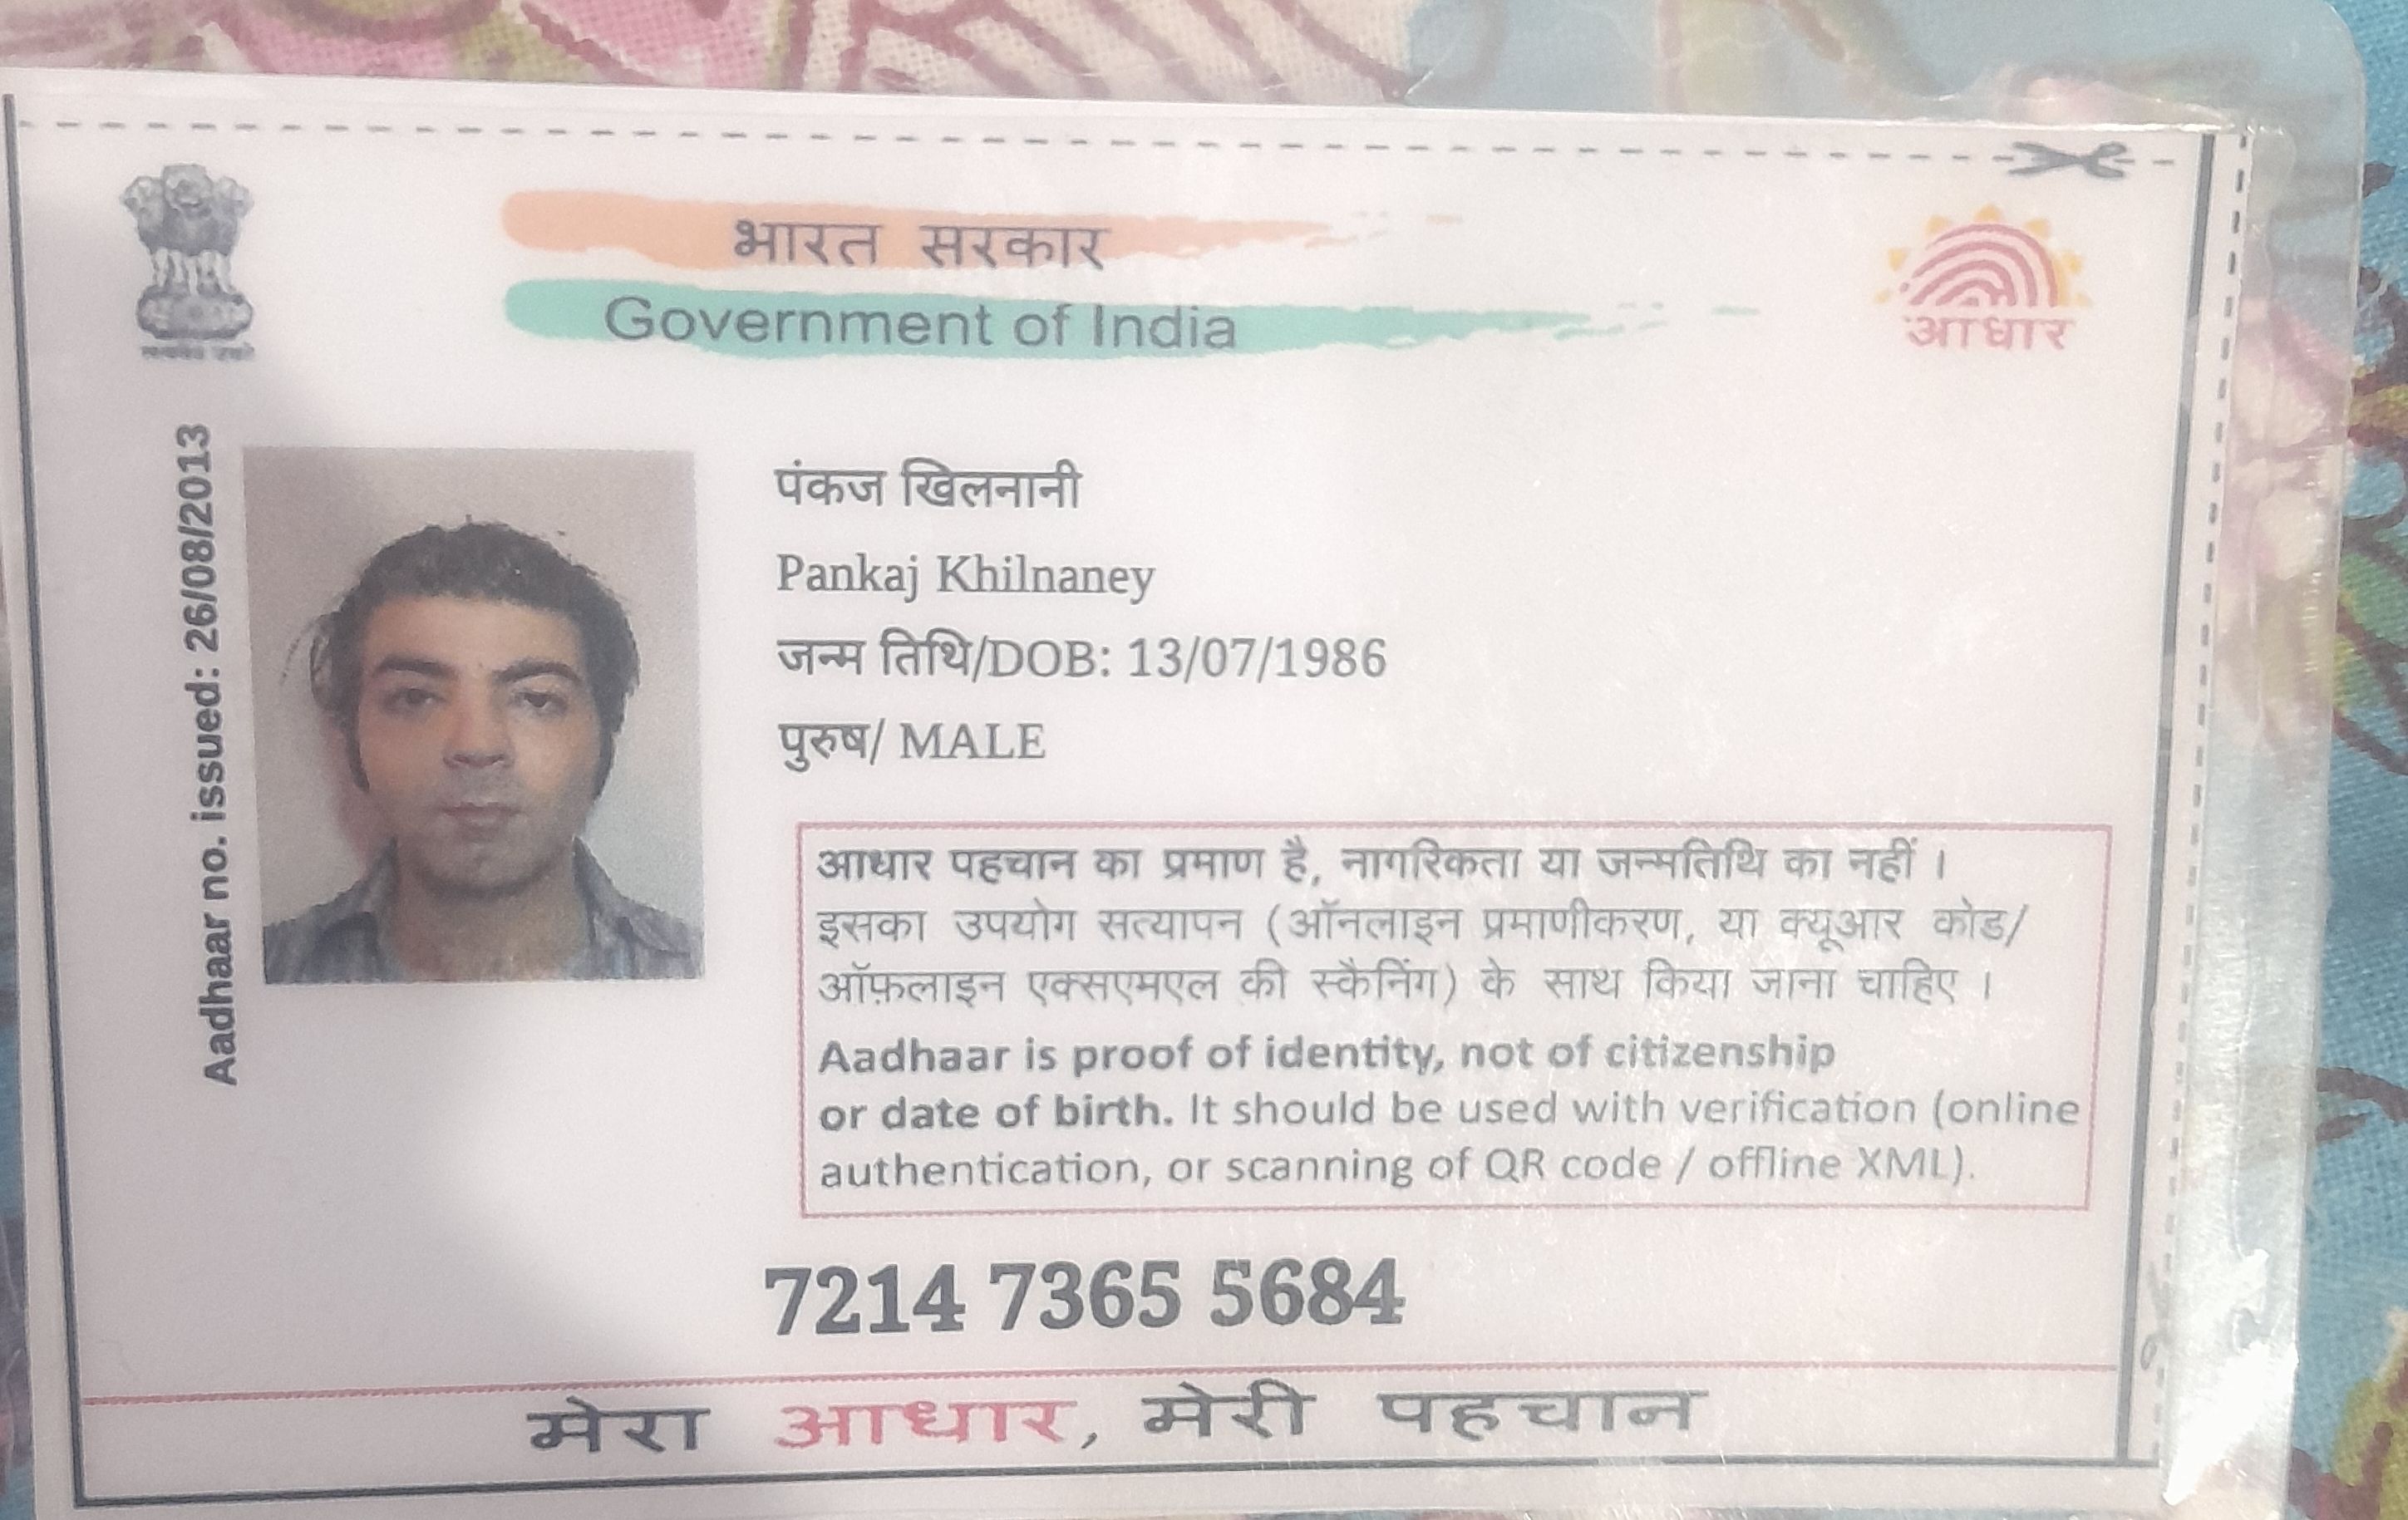 भारत सरकार
Government of India
आधार
Aadhaar no. issued: 26/08/2013
पंकज खिलनानी
Pankaj Khilnaney
जन्म तिथि/DOB: 13/07/1986
पुरुष/ MALE
आधार पहचान का प्रमाण है, नागरिकता या जन्मतिथि का नहीं ।
इसका उपयोग सत्यापन (ऑनलाइन प्रमाणीकरण, या क्यूआर कोड/
ऑफ़लाइन एक्सएमएल की स्कैनिंग) के साथ किया जाना चाहिए ।
Aadhaar is proof of identity, not of citizenship
or date of birth. It should be used with verification (online
authentication, or scanning of QR code / offline XML).
7214 7365 5684
मेरा आधार, मेरी पहचान